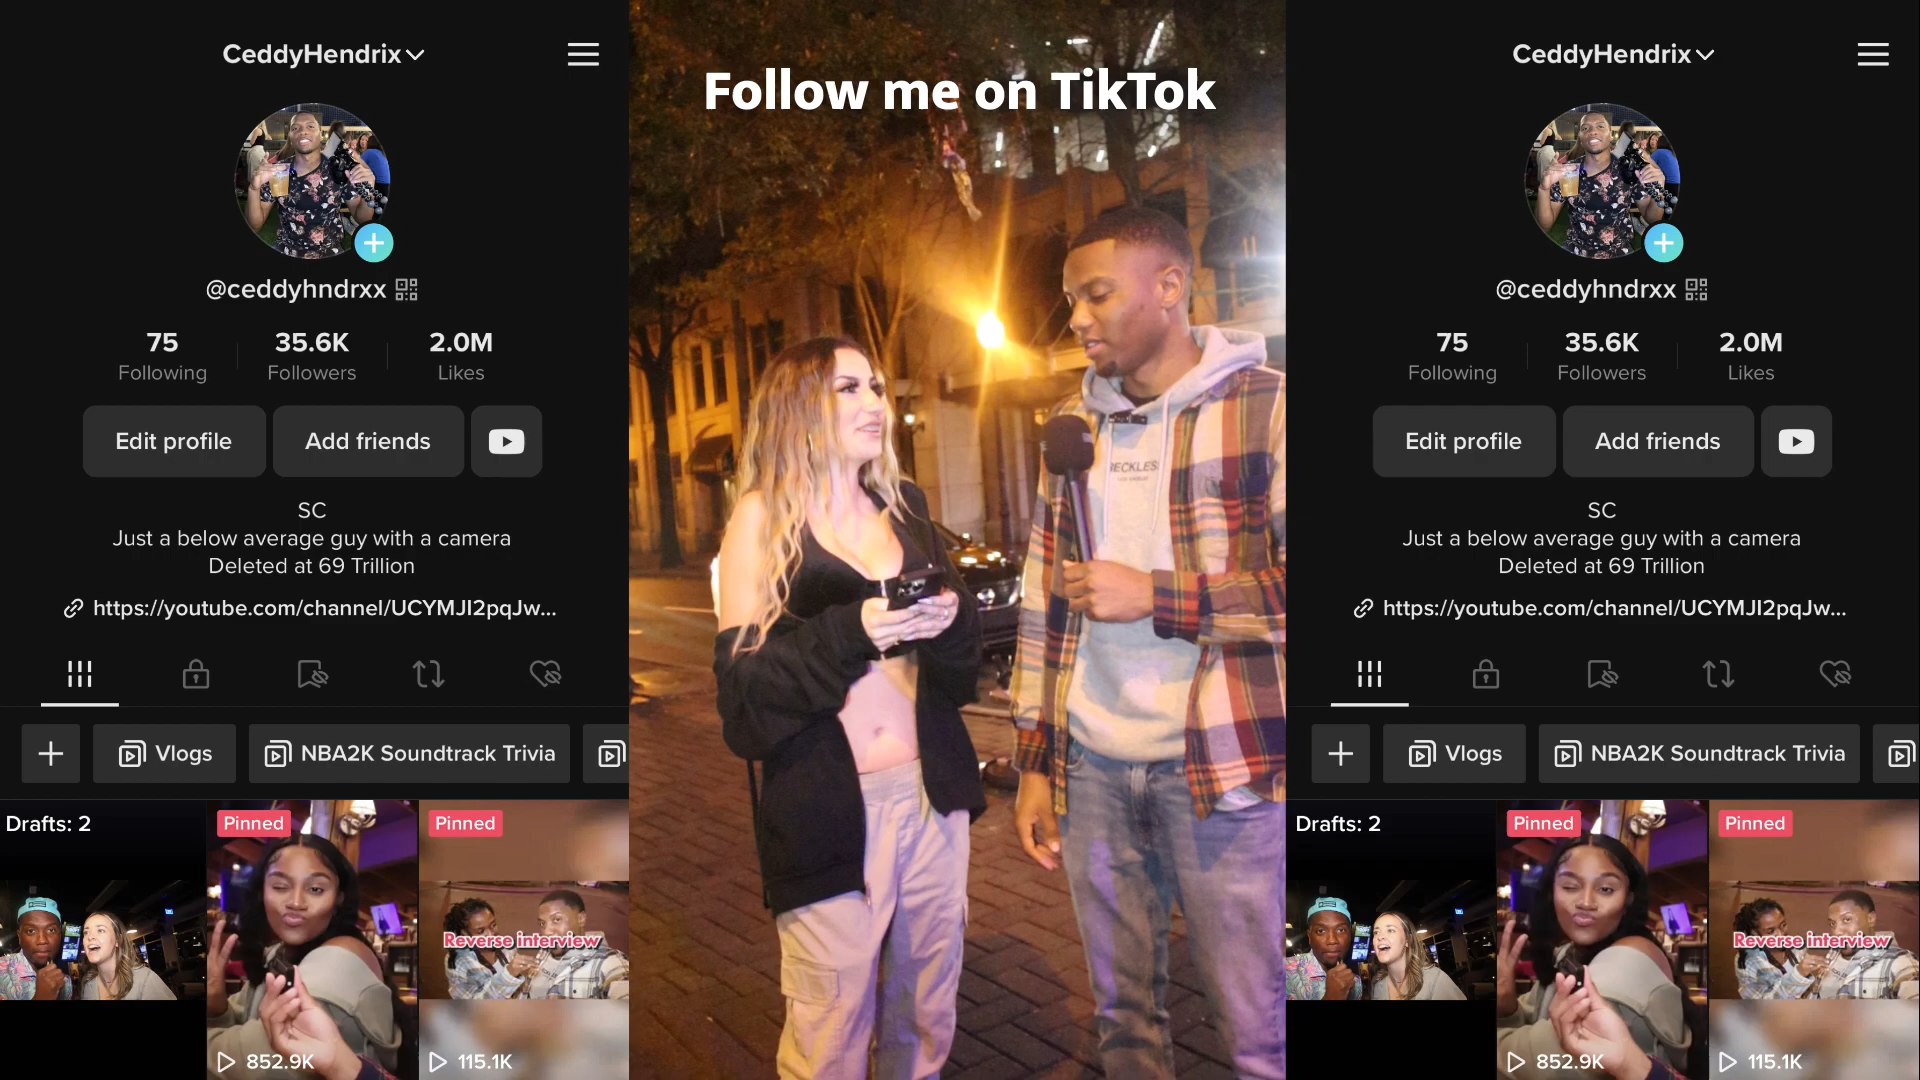 CeddyHendrix
@ceddyhndrxx
75
35.6K
2.0M
Following
Followers
Likes
Edit profile
Add friends
SC
Just a below average guy with a camera
Deleted at 69 Trillion
https://youtube.com/channel/UCYMJI2pqJw...
Vlogs
NBA2K Soundtrack Trivia
Drafts: 2
Pinned
Pinned
Reverse interview
852.9K
115.1K
Follow me on TikTok
RECKLESS
CeddyHendrix
@ceddyhndrxx
75
35.6K
2.0M
Following
Followers
Likes
Edit profile
Add friends
SC
Just a below average guy with a camera
Deleted at 69 Trillion
https://youtube.com/channel/UCYMJI2pqJw...
Vlogs
NBA2K Soundtrack Trivia
Drafts: 2
Pinned
Pinned
Reverse interview
852.9K
115.1K